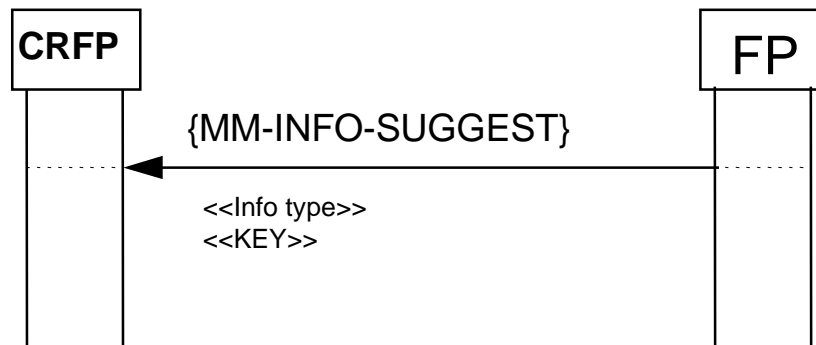 CRFP
FP
{MM-INFO-SUGGEST}
<<Info type>>
<<KEY>>